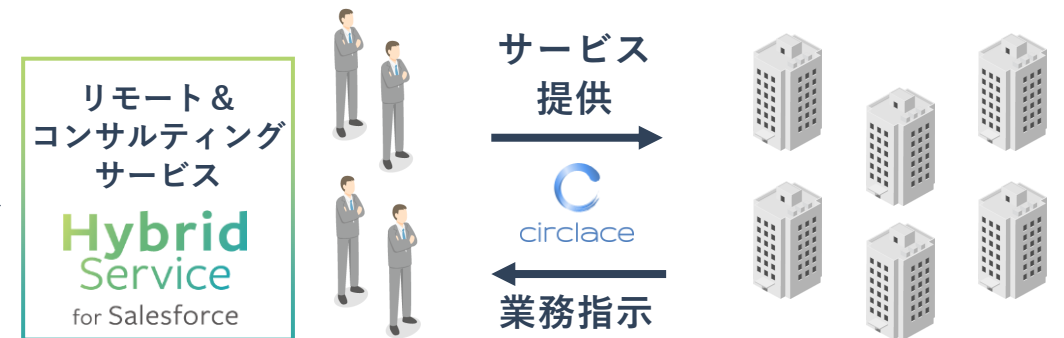 リモート＆
コンサルティング
サービス
Hybrid
Service
for Salesforce
サービス
提供
circlace
業務指示